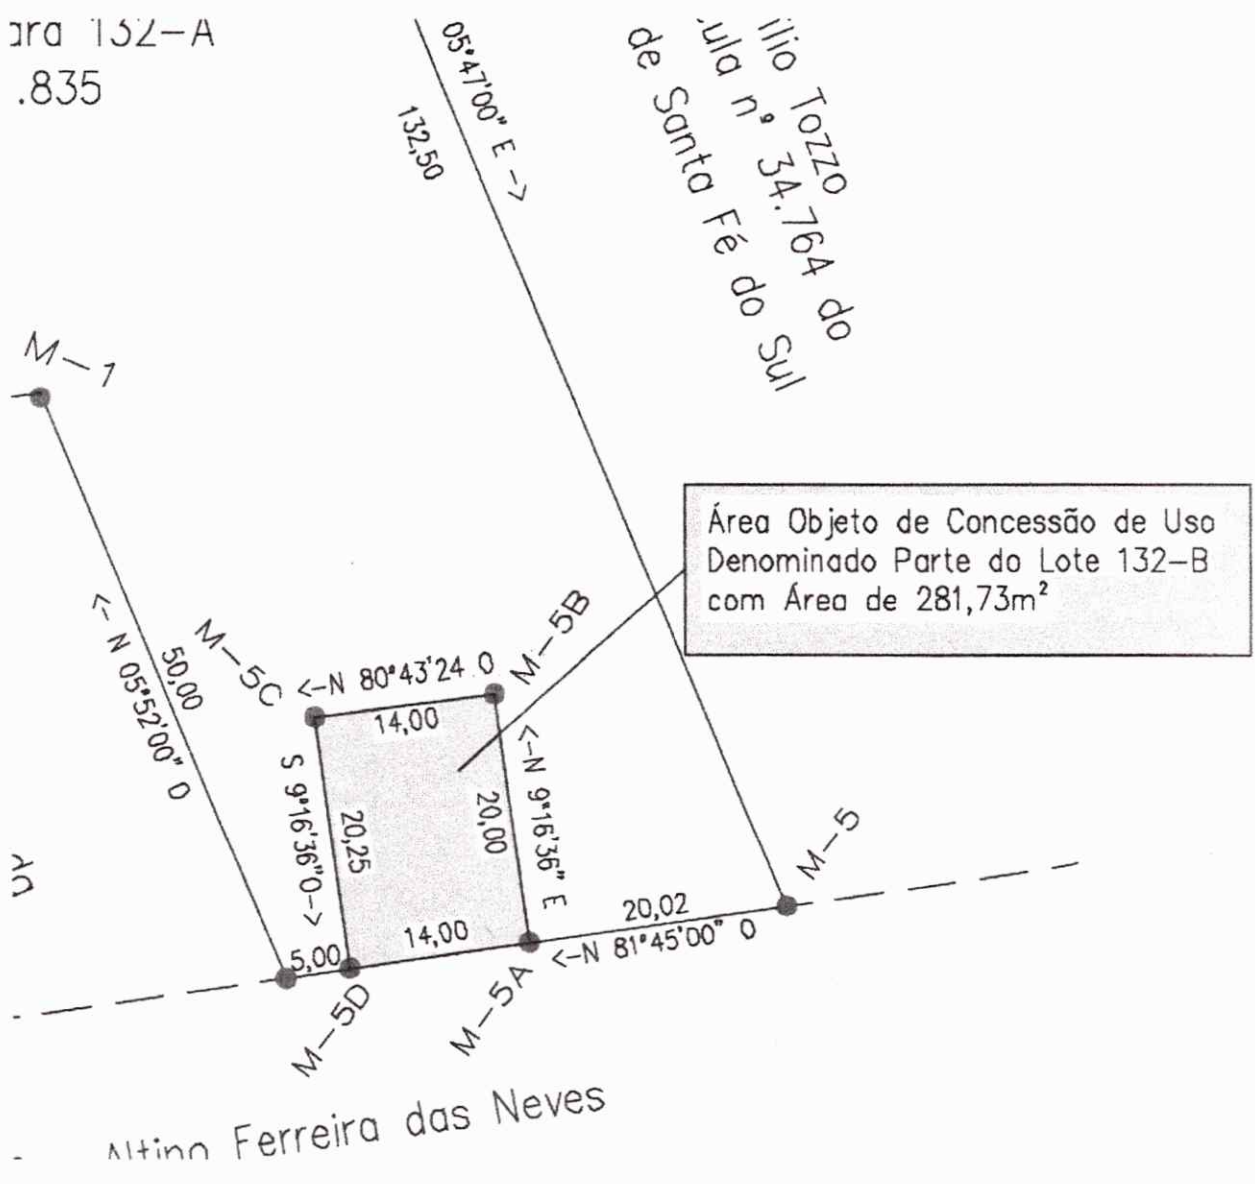 132-A
.835
05°47'00" E ->
132,50
Tozzo
nº 34.764 do
de Santa Fé do Sul
M-1
<- N 05°52'00" O
50,00
Área Objeto de Concessão de Uso
Denominado Parte do Lote 132-B
com Área de 281,73m²
M-5C
<-N 80°43'24 O
M-5B
14,00
S 9°16'36"O->
20,25
20,00
<-N 9°16'36" E
M-5
5,00
14,00
20,02
<-N 81°45'00" O
M-5D
M-5A
Altino Ferreira das Neves